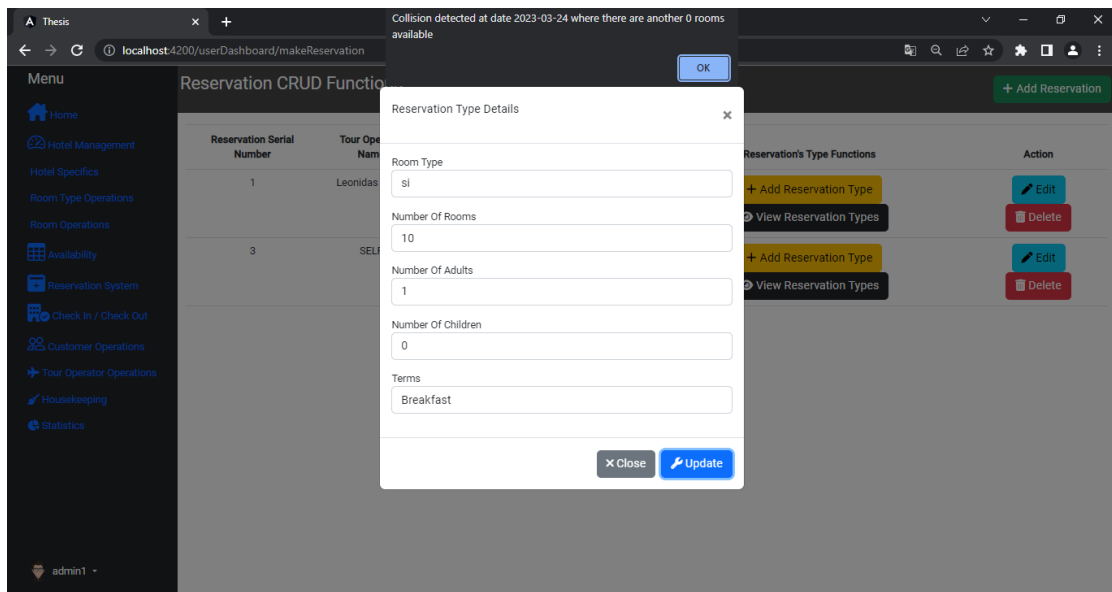 Thesis
localhost:4200/userDashboard/makeReservation
Collision detected at date 2023-03-24 where there are another 0 rooms
available
OK
Menu
Home
Hotel Management
Hotel Specifics
Room Type Operations
Room Operations
Availability
Reservation System
Check In / Check Out
Customer Operations
Tour Operator Operations
Housekeeping
Statistics
admin1
Reservation CRUD Functio
+ Add Reservation
Reservation Serial
Number
Tour Ope
Nam
Reservation's Type Functions
Action
1
Leonidas
+ Add Reservation Type
View Reservation Types
Edit
Delete
3
SELF
+ Add Reservation Type
View Reservation Types
Edit
Delete
Reservation Type Details
×
Room Type
si
Number Of Rooms
10
Number Of Adults
1
Number Of Children
0
Terms
Breakfast
× Close
Update